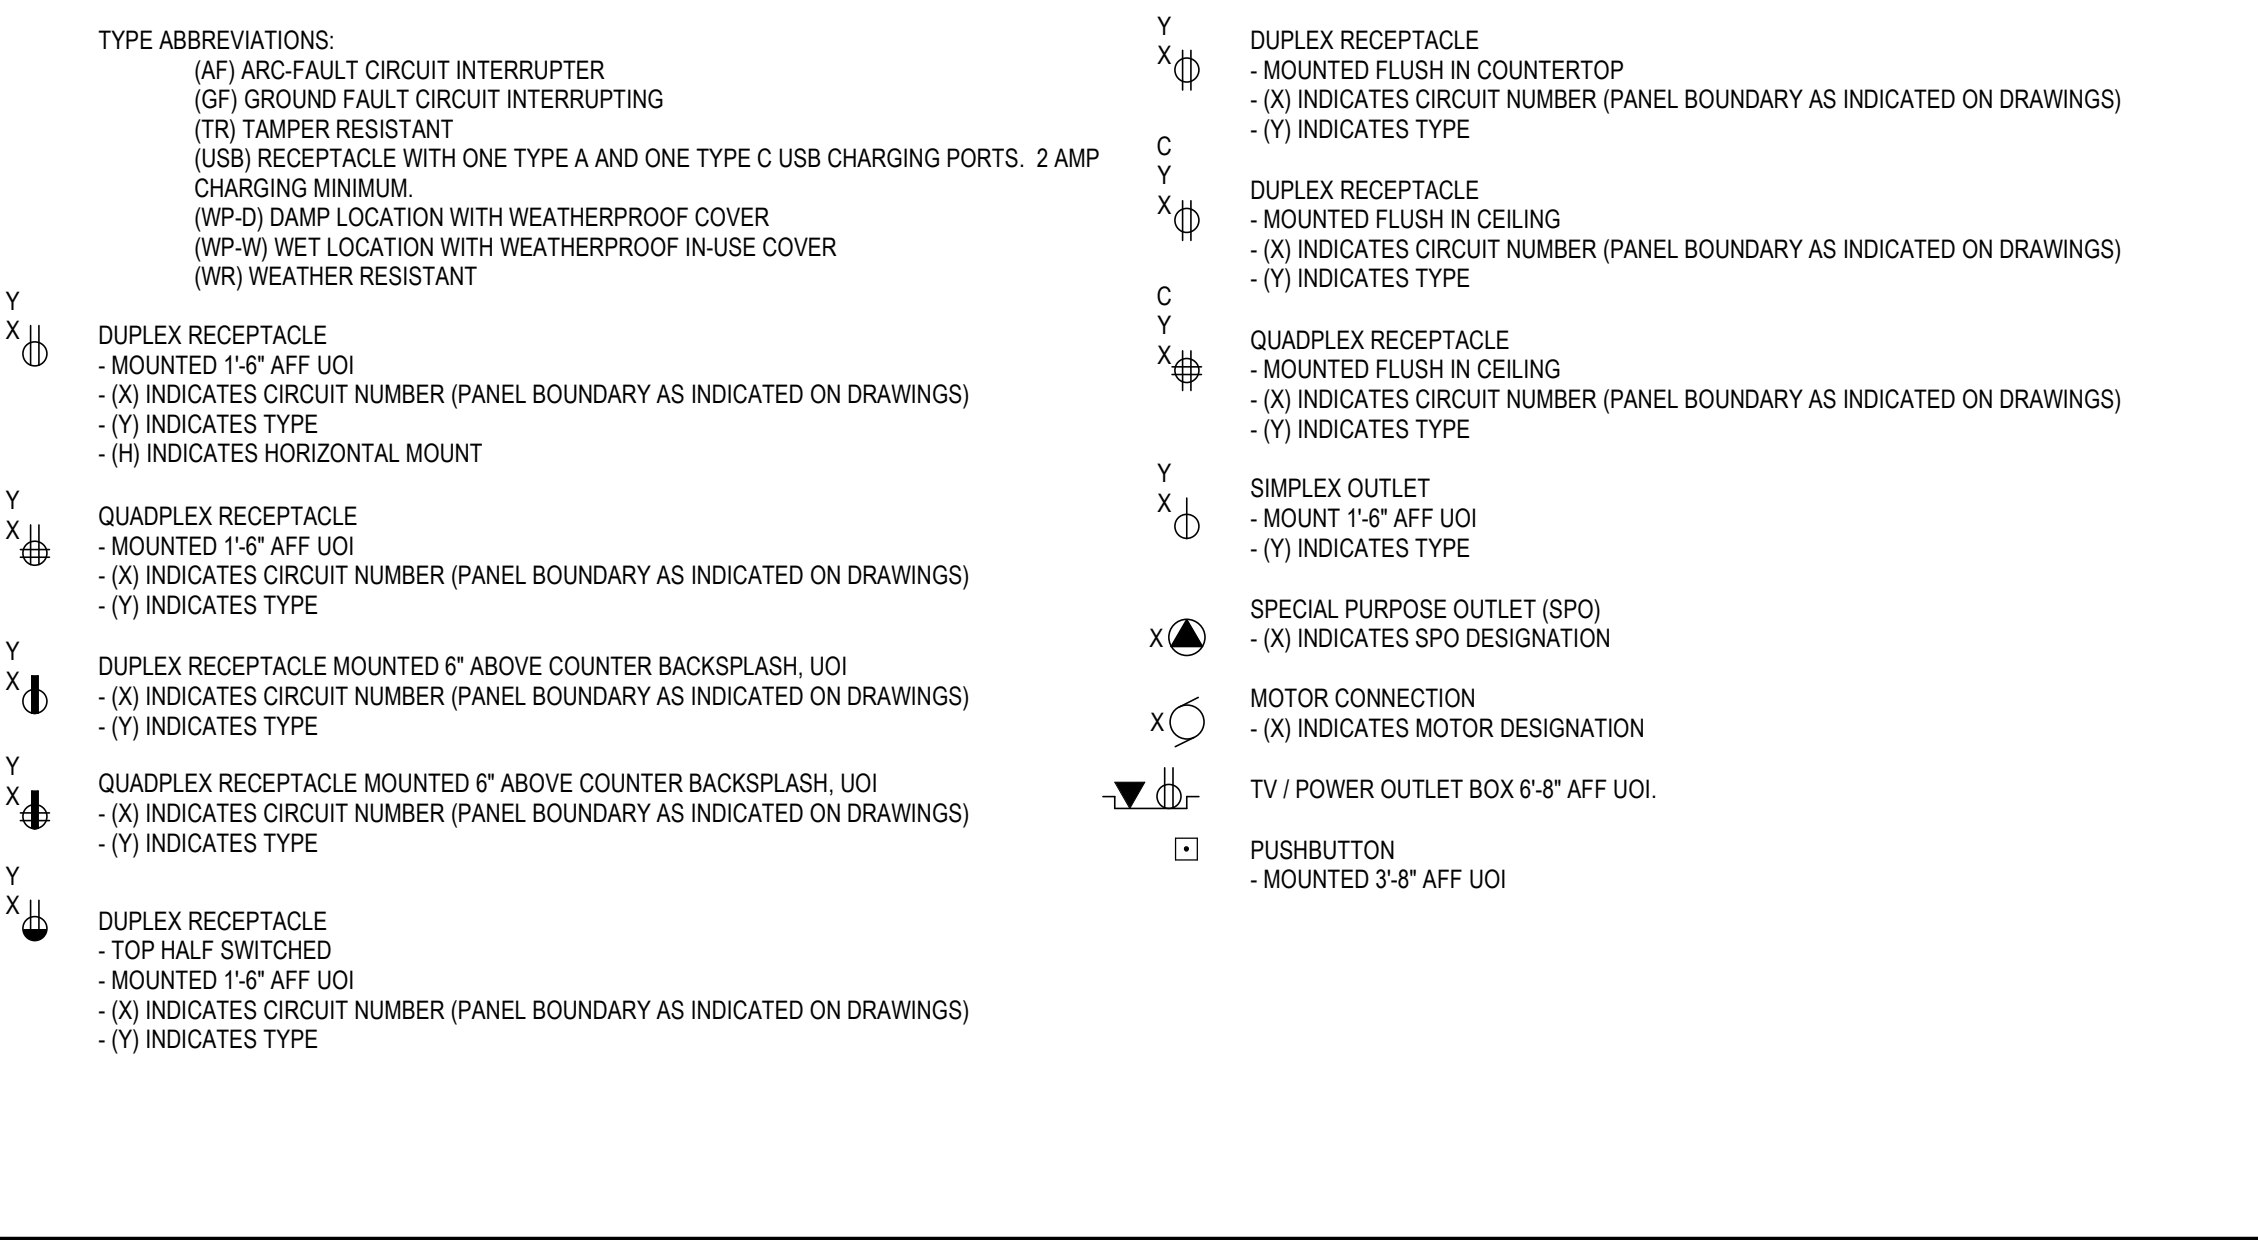 TYPE ABBREVIATIONS:
(AF) ARC-FAULT CIRCUIT INTERRUPTER
(GF) GROUND FAULT CIRCUIT INTERRUPTING
(TR) TAMPER RESISTANT
(USB) RECEPTACLE WITH ONE TYPE A AND ONE TYPE C USB CHARGING PORTS.  2 AMP
CHARGING MINIMUM.
(WP-D) DAMP LOCATION WITH WEATHERPROOF COVER
(WP-W) WET LOCATION WITH WEATHERPROOF IN-USE COVER
(WR) WEATHER RESISTANT
Y
X
DUPLEX RECEPTACLE
- MOUNTED 1'-6" AFF UOI
- (X) INDICATES CIRCUIT NUMBER (PANEL BOUNDARY AS INDICATED ON DRAWINGS)
- (Y) INDICATES TYPE
- (H) INDICATES HORIZONTAL MOUNT
Y
X
QUADPLEX RECEPTACLE
- MOUNTED 1'-6" AFF UOI
- (X) INDICATES CIRCUIT NUMBER (PANEL BOUNDARY AS INDICATED ON DRAWINGS)
- (Y) INDICATES TYPE
Y
X
DUPLEX RECEPTACLE MOUNTED 6" ABOVE COUNTER BACKSPLASH, UOI
- (X) INDICATES CIRCUIT NUMBER (PANEL BOUNDARY AS INDICATED ON DRAWINGS)
- (Y) INDICATES TYPE
Y
X
QUADPLEX RECEPTACLE MOUNTED 6" ABOVE COUNTER BACKSPLASH, UOI
- (X) INDICATES CIRCUIT NUMBER (PANEL BOUNDARY AS INDICATED ON DRAWINGS)
- (Y) INDICATES TYPE
Y
X
DUPLEX RECEPTACLE
- TOP HALF SWITCHED
- MOUNTED 1'-6" AFF UOI
- (X) INDICATES CIRCUIT NUMBER (PANEL BOUNDARY AS INDICATED ON DRAWINGS)
- (Y) INDICATES TYPE
Y
X
DUPLEX RECEPTACLE
- MOUNTED FLUSH IN COUNTERTOP
- (X) INDICATES CIRCUIT NUMBER (PANEL BOUNDARY AS INDICATED ON DRAWINGS)
- (Y) INDICATES TYPE
C
Y
X
DUPLEX RECEPTACLE
- MOUNTED FLUSH IN CEILING
- (X) INDICATES CIRCUIT NUMBER (PANEL BOUNDARY AS INDICATED ON DRAWINGS)
- (Y) INDICATES TYPE
C
Y
X
QUADPLEX RECEPTACLE
- MOUNTED FLUSH IN CEILING
- (X) INDICATES CIRCUIT NUMBER (PANEL BOUNDARY AS INDICATED ON DRAWINGS)
- (Y) INDICATES TYPE
Y
X
SIMPLEX OUTLET
- MOUNT 1'-6" AFF UOI
- (Y) INDICATES TYPE
SPECIAL PURPOSE OUTLET (SPO)
X
- (X) INDICATES SPO DESIGNATION
MOTOR CONNECTION
X
- (X) INDICATES MOTOR DESIGNATION
TV / POWER OUTLET BOX 6'-8" AFF UOI.
PUSHBUTTON
- MOUNTED 3'-8" AFF UOI